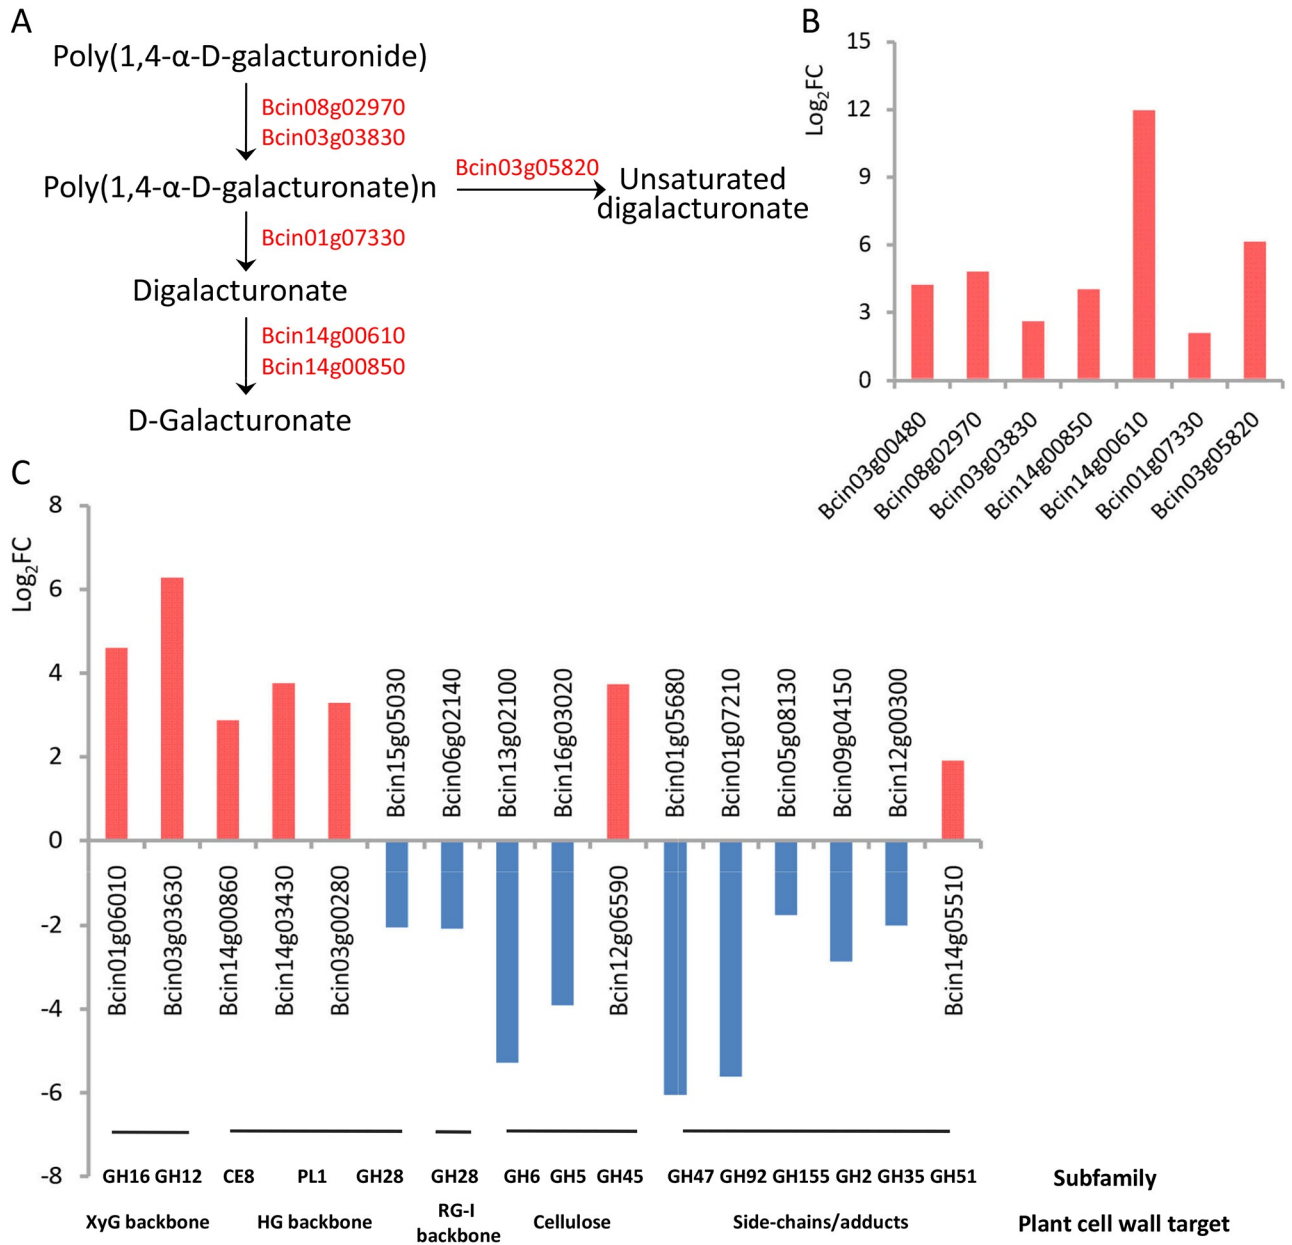 A
Poly(1,4-α-D-galacturonide)
Bcin08g02970
Bcin03g03830
Poly(1,4-α-D-galacturonate)n
Bcin03g05820
Unsaturated
digalacturonate
Bcin01g07330
Digalacturonate
Bcin14g00610
Bcin14g00850
D-Galacturonate
B
Log2FC
15
12
9
6
3
0
Bcin03g00480
Bcin08g02970
Bcin03g03830
Bcin14g00850
Bcin14g00610
Bcin01g07330
Bcin03g05820
C
Log2FC
8
6
4
2
0
-2
-4
-6
-8
Bcin01g06010
Bcin03g03630
Bcin14g00860
Bcin14g03430
Bcin03g00280
Bcin15g05030
Bcin06g02140
Bcin13g02100
Bcin16g03020
Bcin12g06590
Bcin01g05680
Bcin01g07210
Bcin05g08130
Bcin09g04150
Bcin12g00300
Bcin14g05510
GH16 GH12 CE8 PL1 GH28 GH28 GH6 GH5 GH45 GH47 GH92 GH155 GH2 GH35 GH51 Subfamily
XyG backbone HG backbone RG-I
backbone Cellulose Side-chains/adducts Plant cell wall target